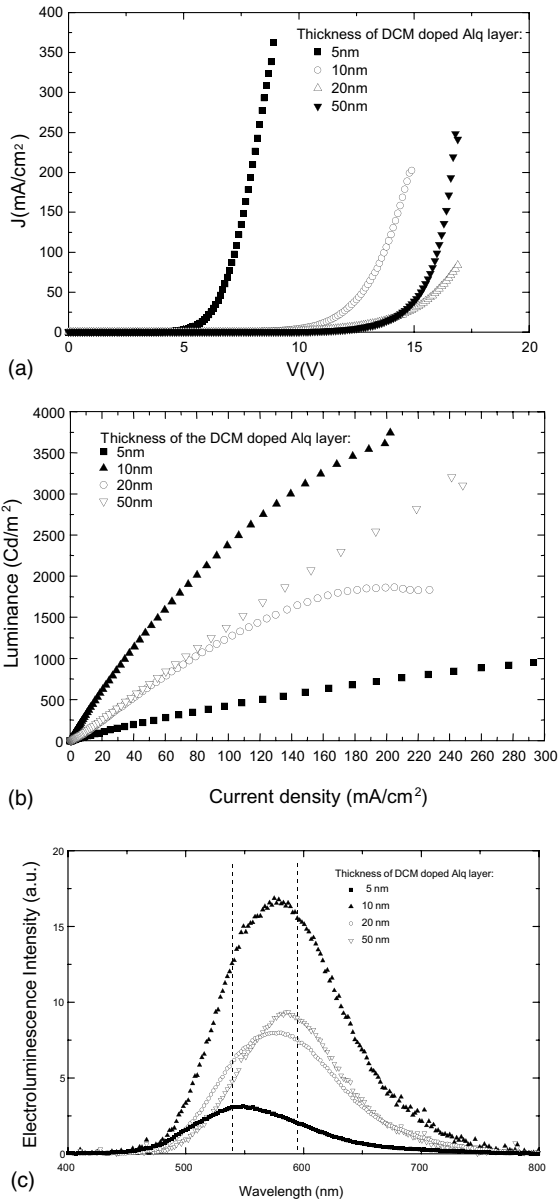 Thickness of DCM doped Alq layer:
5nm
10nm
20nm
50nm
400
350
300
250
200
150
100
50
0
J(mA/cm²)
0 5 10 15 20
V(V)
(a)
Thickness of the DCM doped Alq layer:
5nm
10nm
20nm
50nm
4000
3500
3000
2500
2000
1500
1000
500
0
Luminance (Cd/m²)
0 20 40 60 80 100 120 140 160 180 200 220 240 260 280 300
Current density (mA/cm²)
(b)
Thickness of DCM doped Alq layer:
5 nm
10 nm
20 nm
50 nm
20
15
10
5
0
Electroluminescence Intensity (a.u.)
400 500 600 700 800
Wavelength (nm)
(c)